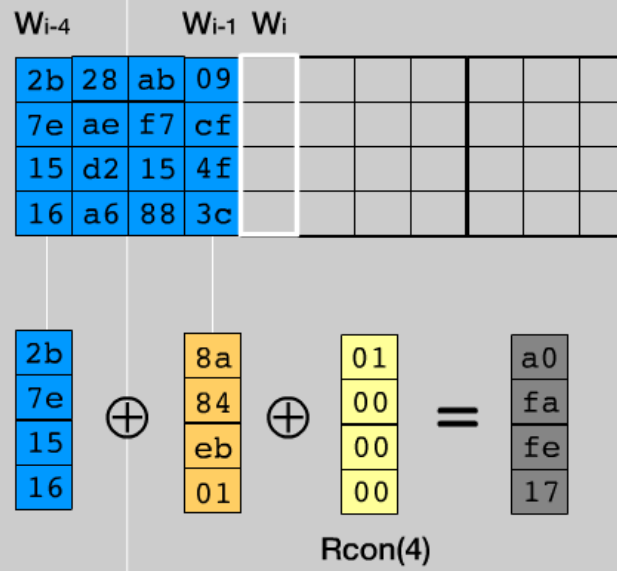 Wi-4 Wi-1 Wi
2b 28 ab 09
7e ae f7 cf
15 d2 15 4f
16 a6 88 3c
2b 8a 01 a0
7e ⊕ 84 ⊕ 00 = fa
15 eb 00 fe
16 01 00 17
Rcon(4)